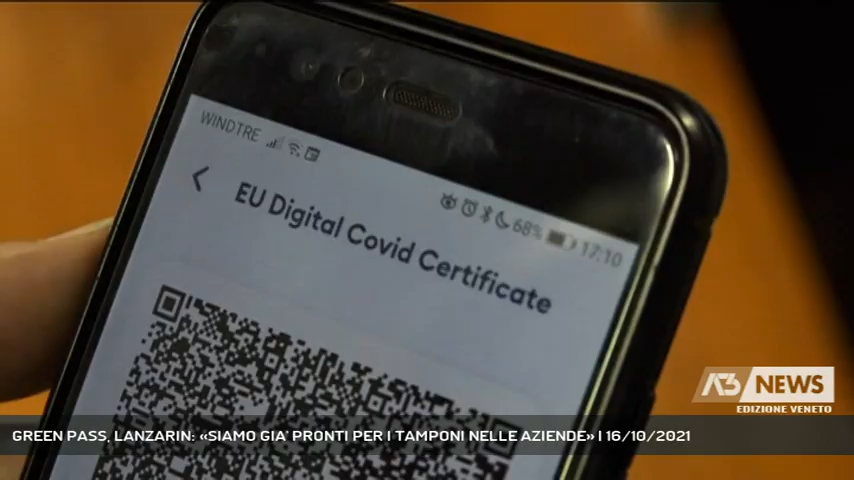 WINDTRE
68% 17:10
EU Digital Covid Certificate
A3 NEWS
EDIZIONE VENETO
GREEN PASS, LANZARIN: «SIAMO GIA' PRONTI PER I TAMPONI NELLE AZIENDE» | 16/10/2021